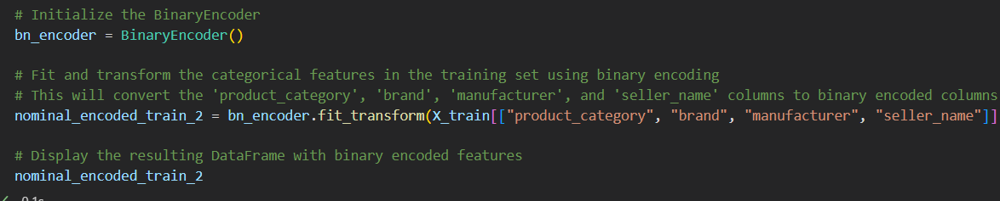 # Initialize the BinaryEncoder
bn_encoder = BinaryEncoder()
# Fit and transform the categorical features in the training set using binary encoding
# This will convert the 'product_category', 'brand', 'manufacturer', and 'seller_name' columns to binary encoded columns
nominal_encoded_train_2 = bn_encoder.fit_transform(X_train[["product_category", "brand", "manufacturer", "seller_name"]]
# Display the resulting DataFrame with binary encoded features
nominal_encoded_train_2